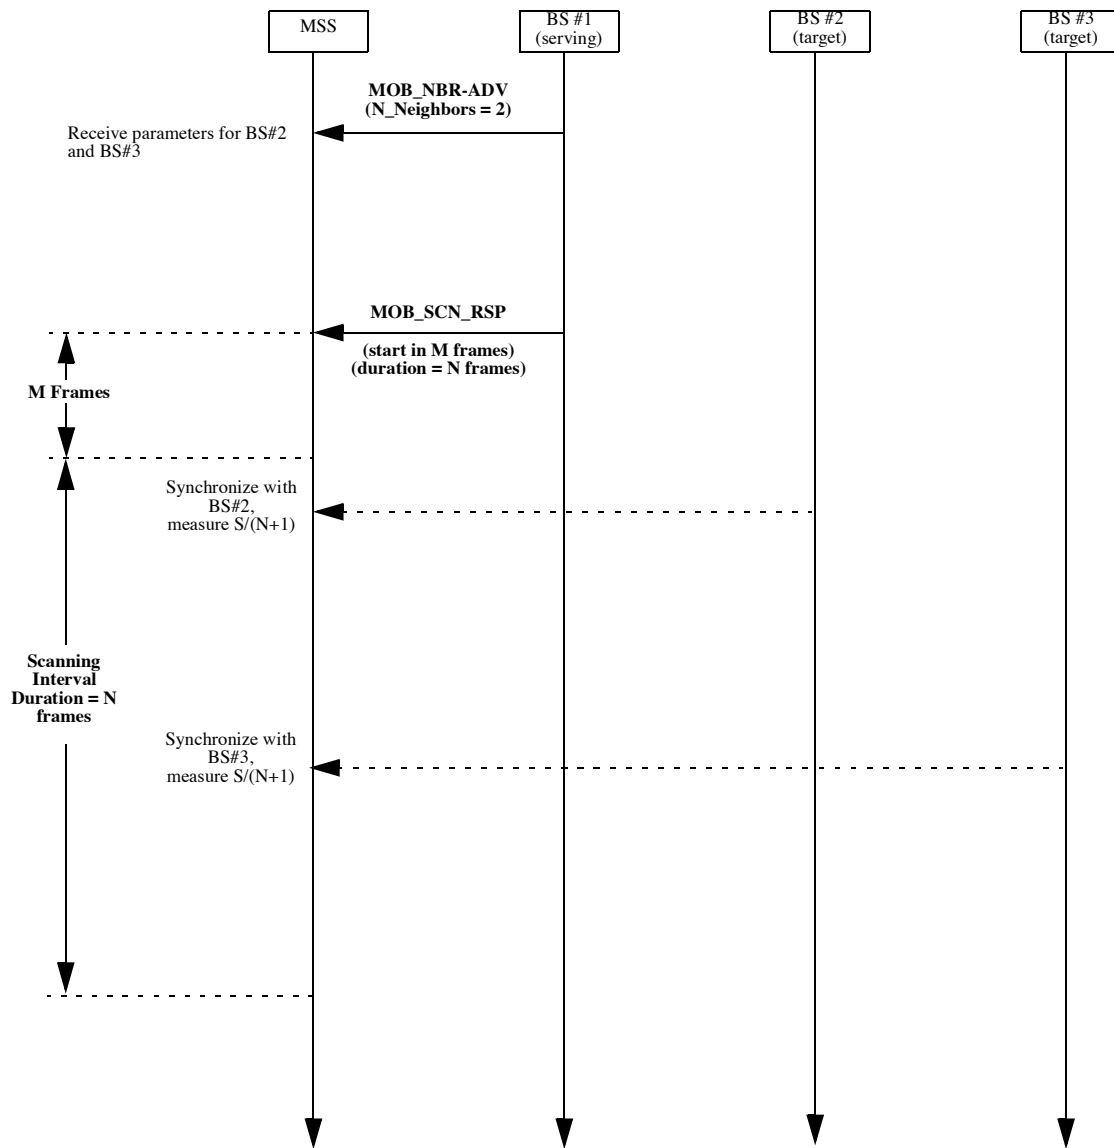 MSS
BS #1
(serving)
BS #2
(target)
BS #3
(target)
MOB_NBR-ADV
(N_Neighbors = 2)
Receive parameters for BS#2
and BS#3
MOB_SCN_RSP
(start in M frames)
(duration = N frames)
M Frames
Synchronize with
BS#2,
measure S/(N+1)
Scanning
Interval
Duration = N
frames
Synchronize with
BS#3,
measure S/(N+1)